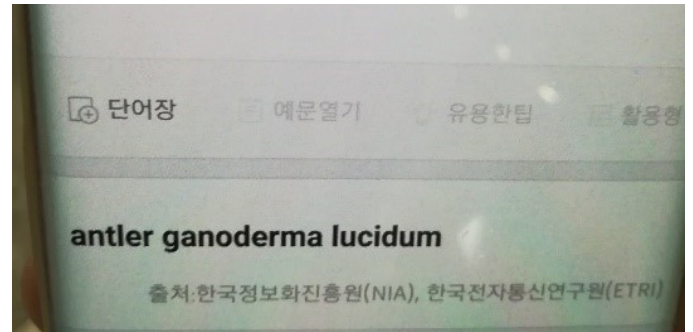 단어장 예문열기 유용한팁 활용형
antler ganoderma lucidum
출처:한국정보화진흥원(NIA), 한국전자통신연구원(ETRI)